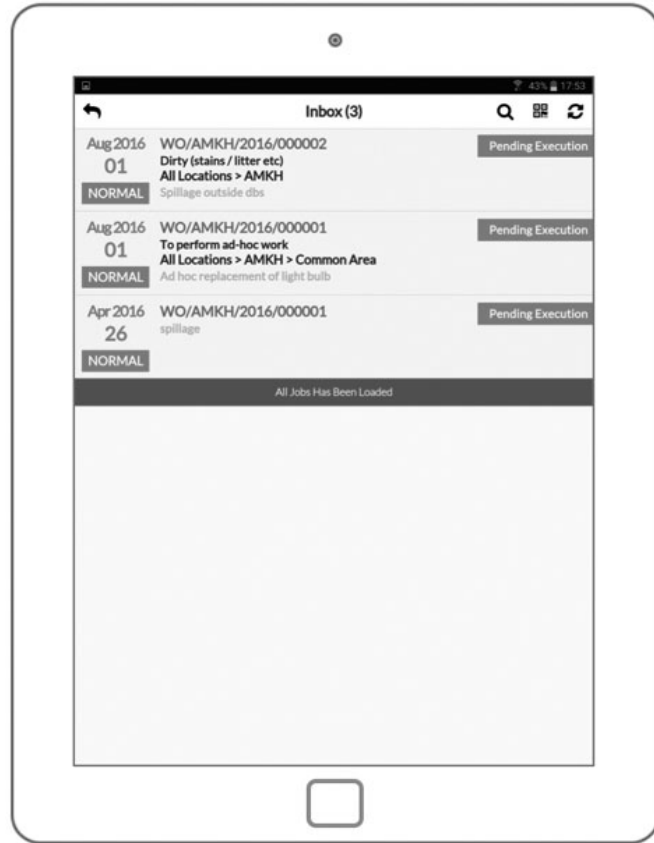 43% 17:53
Inbox (3)
Aug 2016 WO/AMKH/2016/000002 Pending Execution
01 Dirty (stains / litter etc)
All Locations > AMKH
NORMAL Spillage outside dbs
Aug 2016 WO/AMKH/2016/000001 Pending Execution
01 To perform ad-hoc work
All Locations > AMKH > Common Area
NORMAL Ad hoc replacement of light bulb
Apr 2016 WO/AMKH/2016/000001 Pending Execution
26 spillage
NORMAL
All Jobs Has Been Loaded